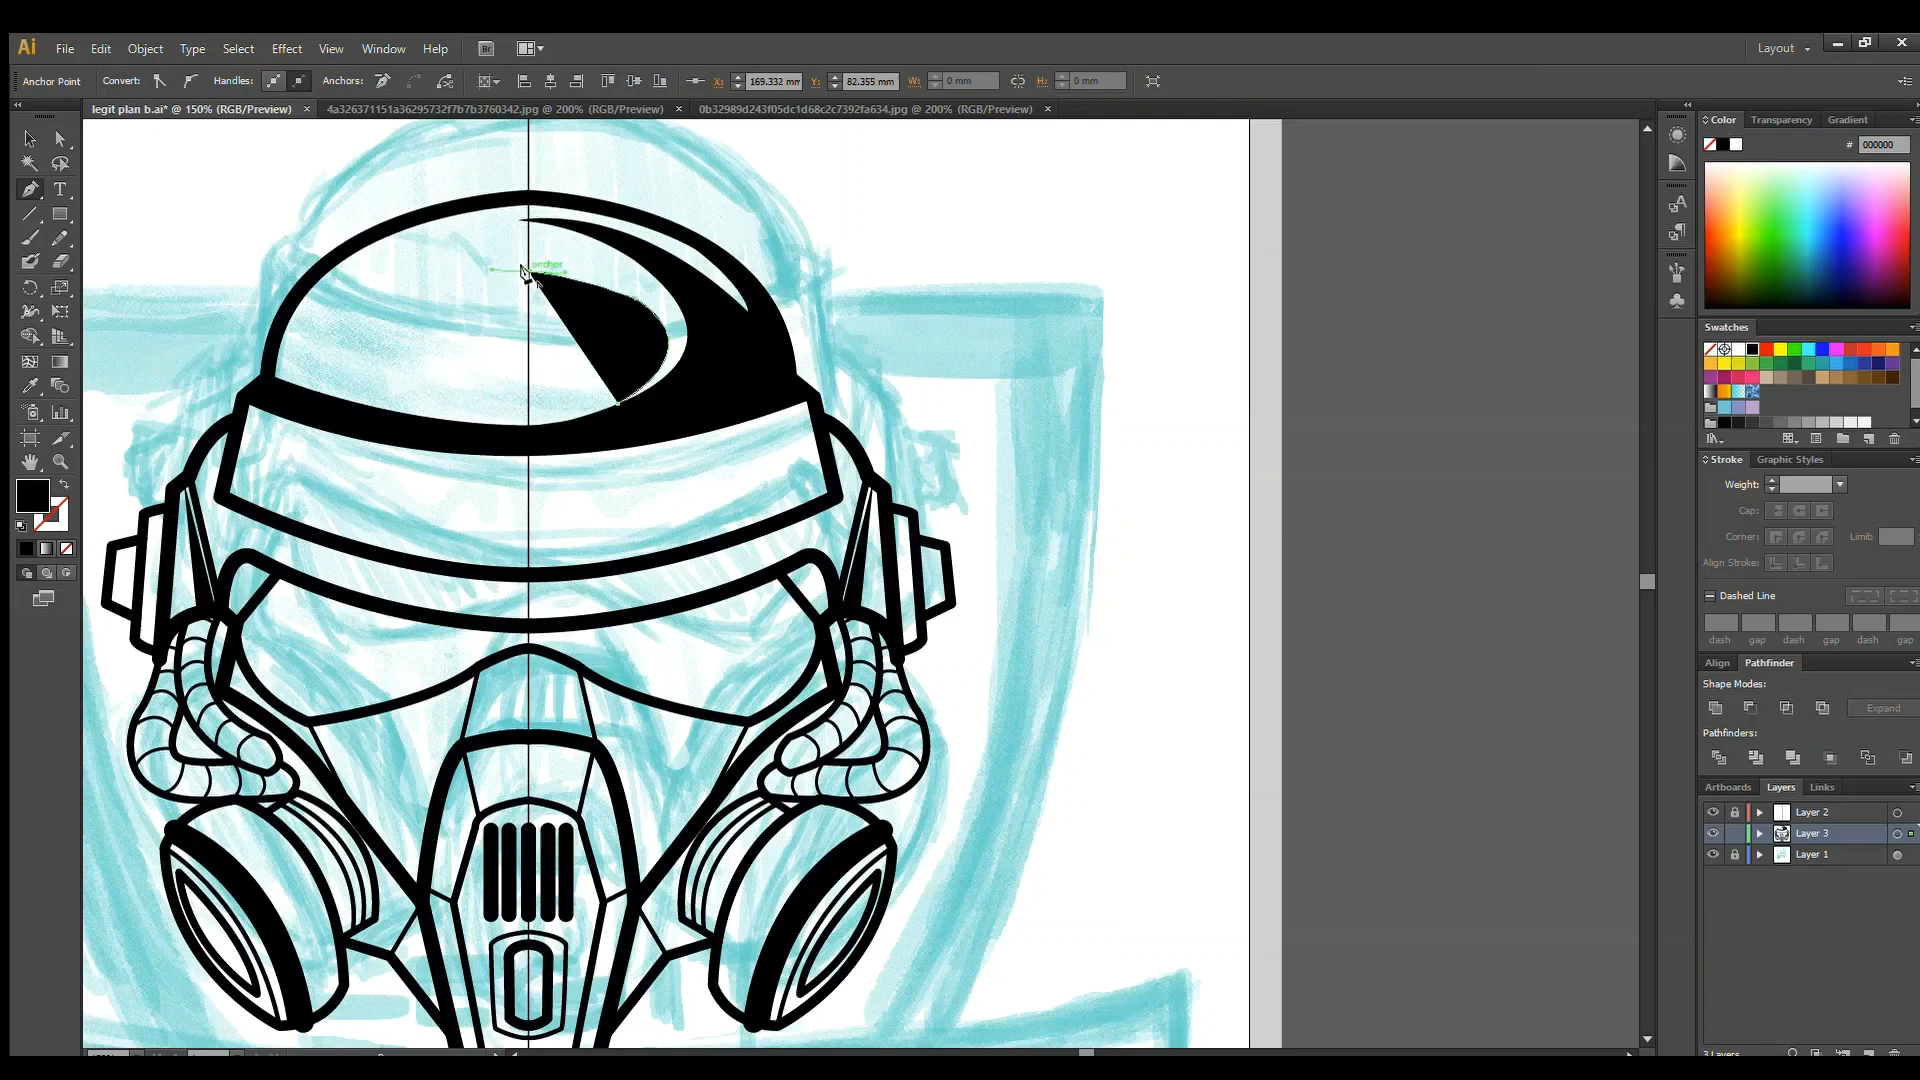 Ai File Edit Object Type Select Effect View Window Help Br Layout
Anchor Point Convert: Handles: Anchors: X: 169.332 mm Y: 82.355 mm W: 0 mm H: 0 mm
legit plan b.ai* @ 150% (RGB/Preview) × 4a326371151a36295732f7b7b3760342.jpg @ 200% (RGB/Preview) × 0b32989d243f05dc1d68c2c7392fa634.jpg @ 200% (RGB/Preview) ×
Color Transparency Gradient
# 000000
anchor
Swatches
Stroke Graphic Styles
Weight:
Cap:
Corner: Limit:
Align Stroke:
Dashed Line
dash gap dash gap dash gap
Align Pathfinder
Shape Modes:
Expand
Pathfinders:
Artboards Layers Links
Layer 2
Layer 3
Layer 1
3 Layers